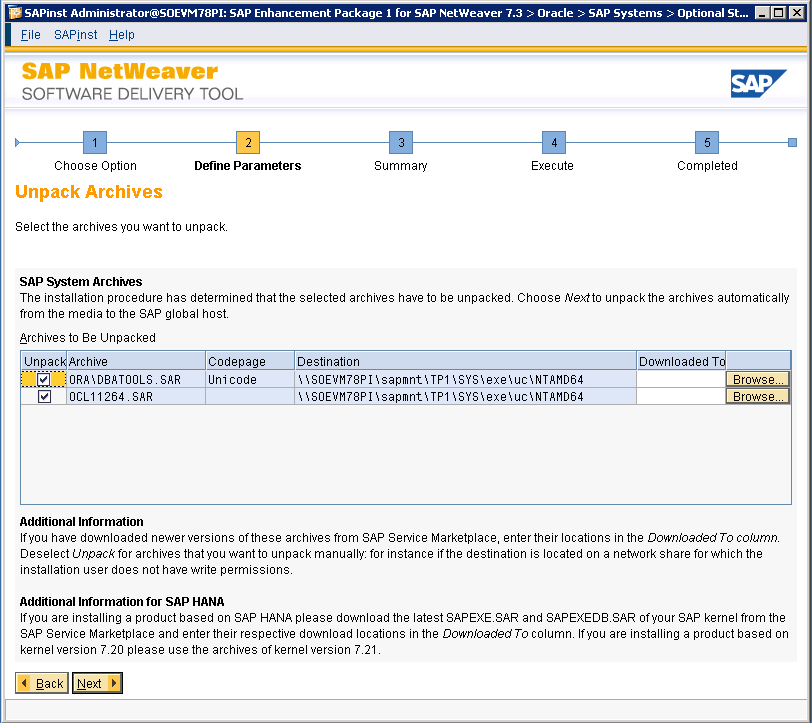 SAPinst Administrator@SOEVM78PI: SAP Enhancement Package 1 for SAP NetWeaver 7.3 > Oracle > SAP Systems > Optional St...
File SAPinst Help
SAP NetWeaver
SOFTWARE DELIVERY TOOL
SAP
1 2 3 4 5
Choose Option Define Parameters Summary Execute Completed
Unpack Archives
Select the archives you want to unpack.
SAP System Archives
The installation procedure has determined that the selected archives have to be unpacked. Choose Next to unpack the archives automatically
from the media to the SAP global host.
Archives to Be Unpacked
Unpack Archive Codepage Destination Downloaded To
ORA\DBATOOLS.SAR Unicode \\SOEVM78PI\sapmnt\TP1\SYS\exe\uc\NTAMD64 Browse...
OCL11264.SAR \\SOEVM78PI\sapmnt\TP1\SYS\exe\uc\NTAMD64 Browse...
Additional Information
If you have downloaded newer versions of these archives from SAP Service Marketplace, enter their locations in the Downloaded To column.
Deselect Unpack for archives that you want to unpack manually: for instance if the destination is located on a network share for which the
installation user does not have write permissions.
Additional Information for SAP HANA
If you are installing a product based on SAP HANA please download the latest SAPEXE.SAR and SAPEXEDB.SAR of your SAP kernel from the
SAP Service Marketplace and enter their respective download locations in the Downloaded To column. If you are installing a product based on
kernel version 7.20 please use the archives of kernel version 7.21.
Back Next